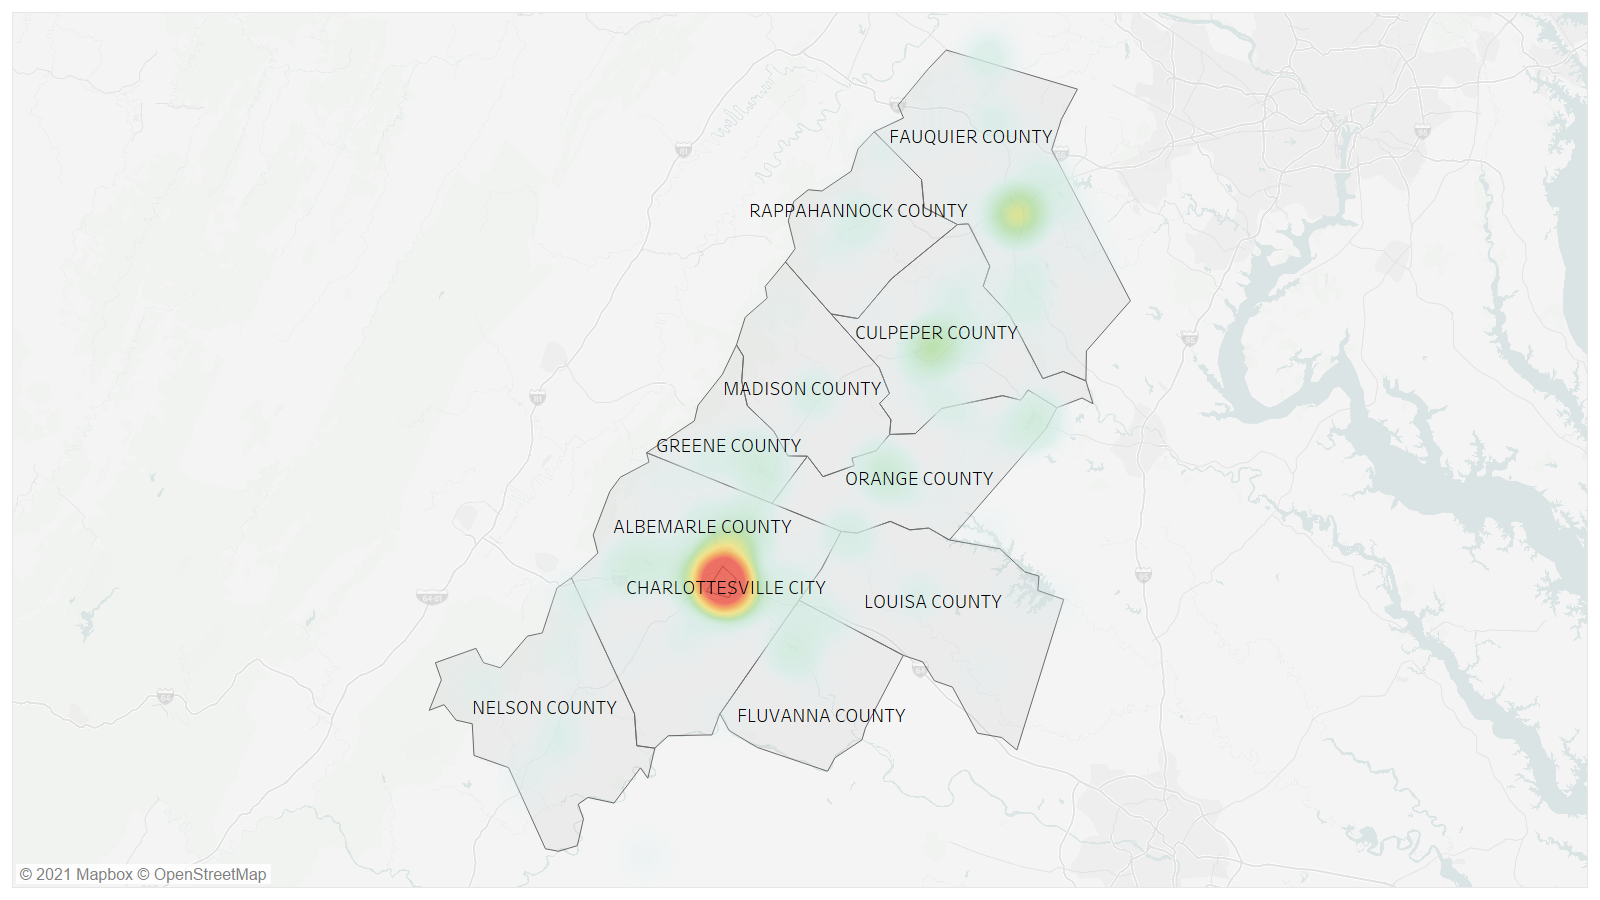 FAUQUIER COUNTY
RAPPAHANNOCK COUNTY
CULPEPER COUNTY
MADISON COUNTY
GREENE COUNTY
ORANGE COUNTY
ALBEMARLE COUNTY
CHARLOTTESVILLE CITY
LOUISA COUNTY
NELSON COUNTY
FLUVANNA COUNTY
© 2021 Mapbox © OpenStreetMap